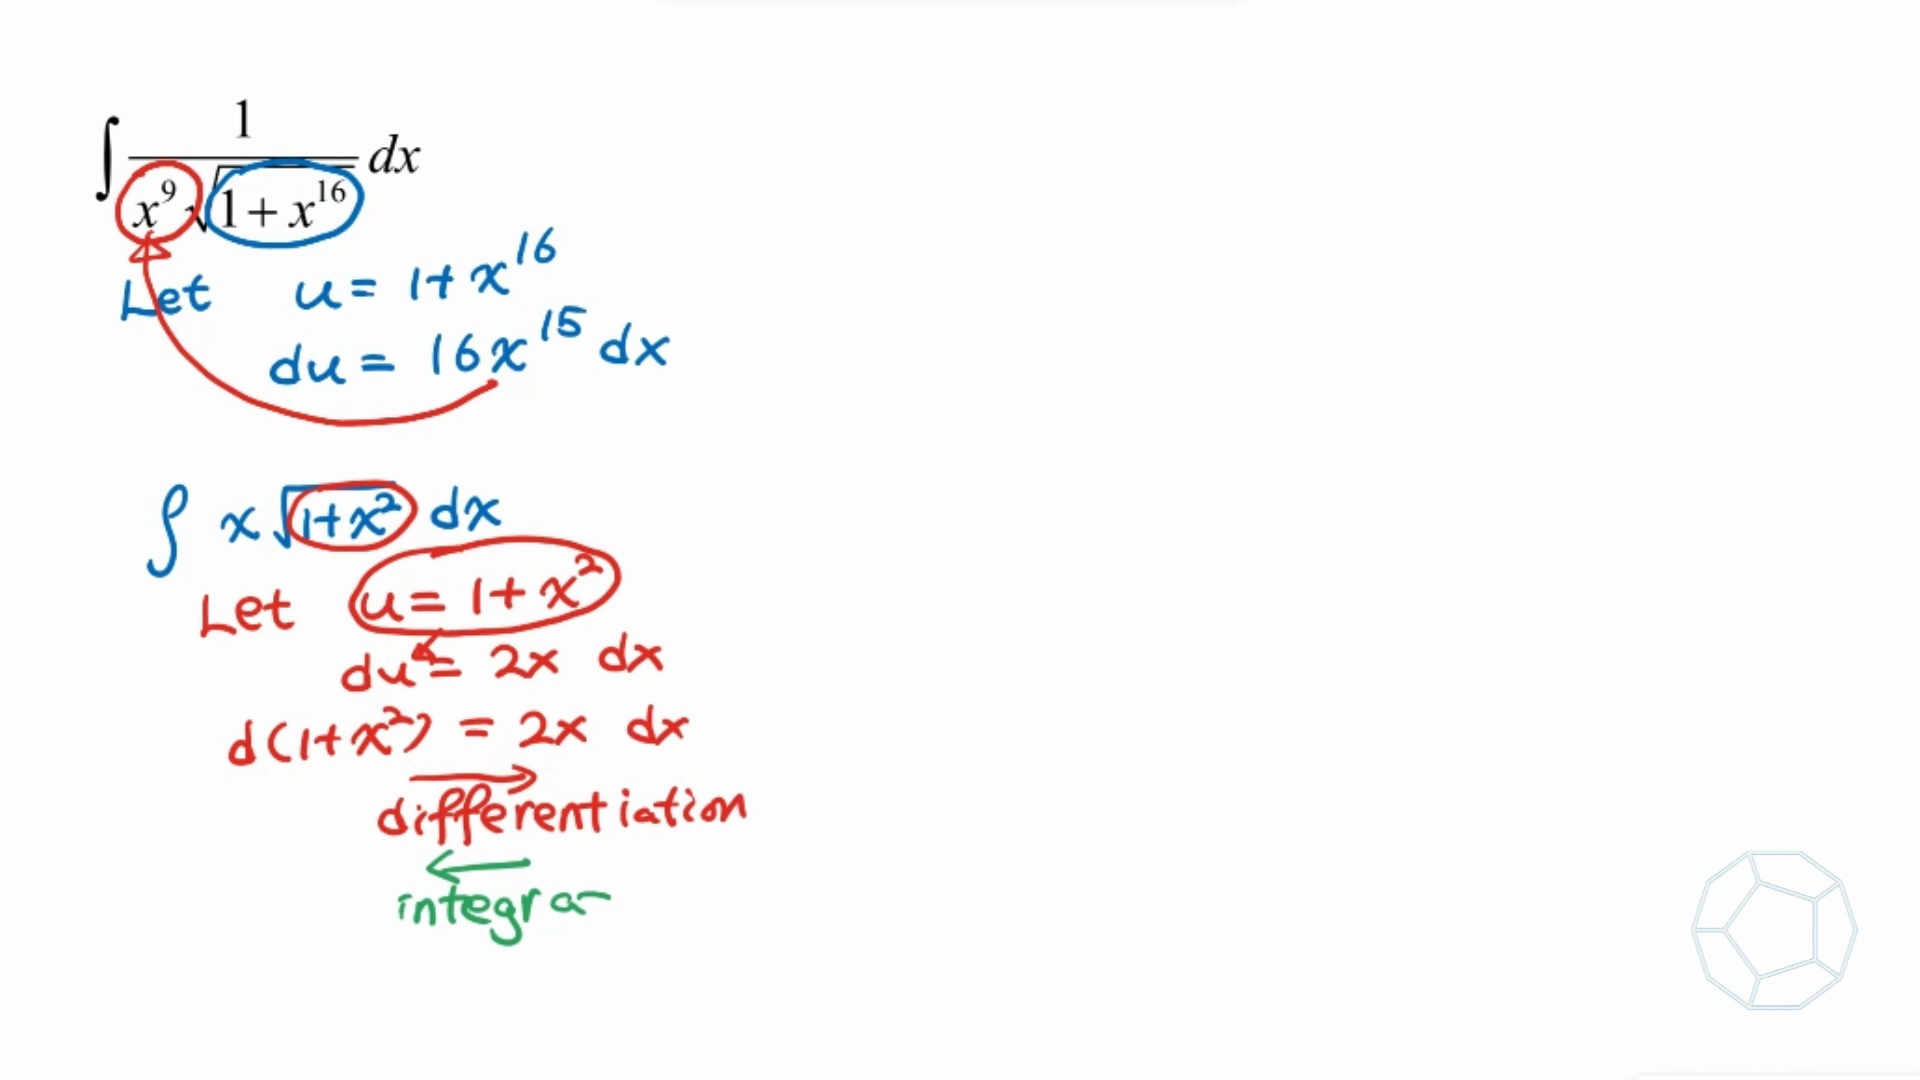 ∫ 1 / (x⁹ √(1 + x¹⁶)) dx
Let u = 1 + x¹⁶
du = 16x¹⁵ dx
∫ x √(1+x²) dx
Let u = 1 + x²
du = 2x dx
d(1+x²) = 2x dx
differentiation
integra